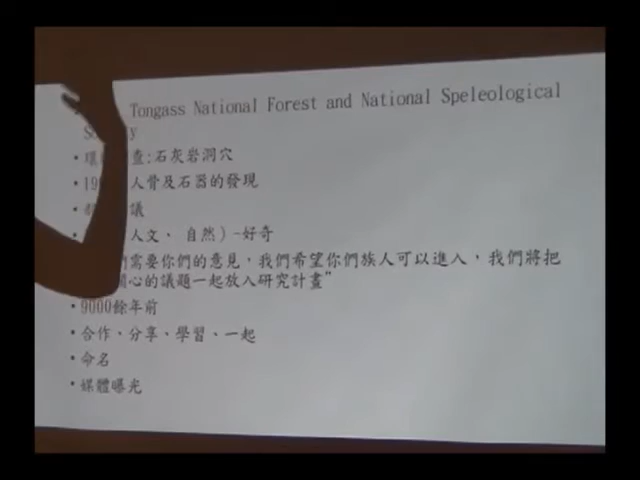 Tongass National Forest and National Speleological
查:石灰岩洞穴
人骨及石器的發現
議
人文、 自然)-好奇
們需要你們的意見,我們希望你們族人可以進入,我們將把
心的議題一起放入研究計畫"
•9000餘年前
•合作、分享、學習、一起
•命名
•媒體曝光